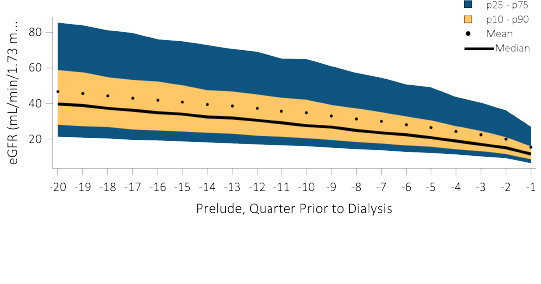 p25 - p75
p10 - p90
Mean
Median
eGFR (mL/min/1.73 m...
80
60
40
20
-20 -19 -18 -17 -16 -15 -14 -13 -12 -11 -10 -9 -8 -7 -6 -5 -4 -3 -2 -1
Prelude, Quarter Prior to Dialysis